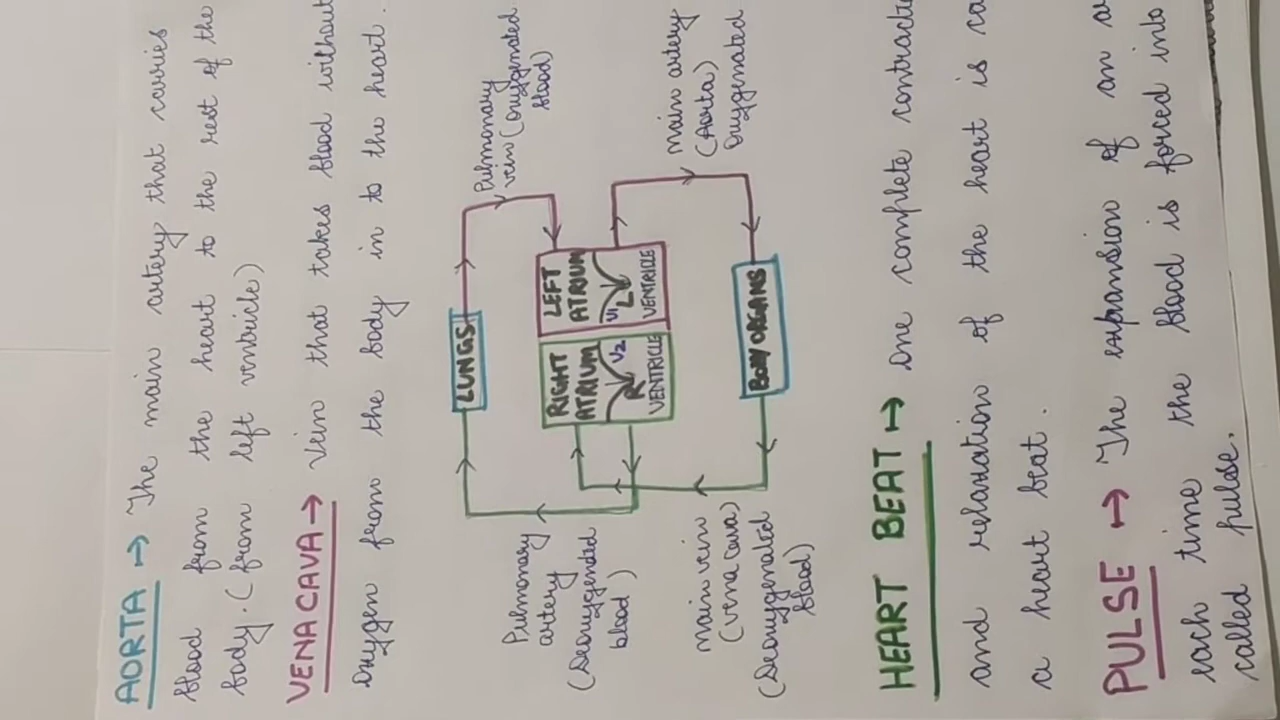 AORTA → The main artery that carries
blood from the heart to the rest of the
body. (from left ventricle)
VENA CAVA → Vein that takes blood without
oxygen from the body in to the heart.
LUNGS
Pulmonary
vein (Oxygenated
blood)
Pulmonary
artery
(Deoxygenated
blood)
RIGHT
ATRIUM
V2
R
VENTRICLE
LEFT
ATRIUM
V1
L
VENTRICLE
main artery
(Aorta)
Oxygenated
main vein
(vena cava)
(Deoxygenated
blood)
BODY ORGANS
HEART BEAT → One complete contracti
and relaxation of the heart is ca
a heart beat.
PULSE → The expansion of an a
each time the blood is forced into
called pulse.